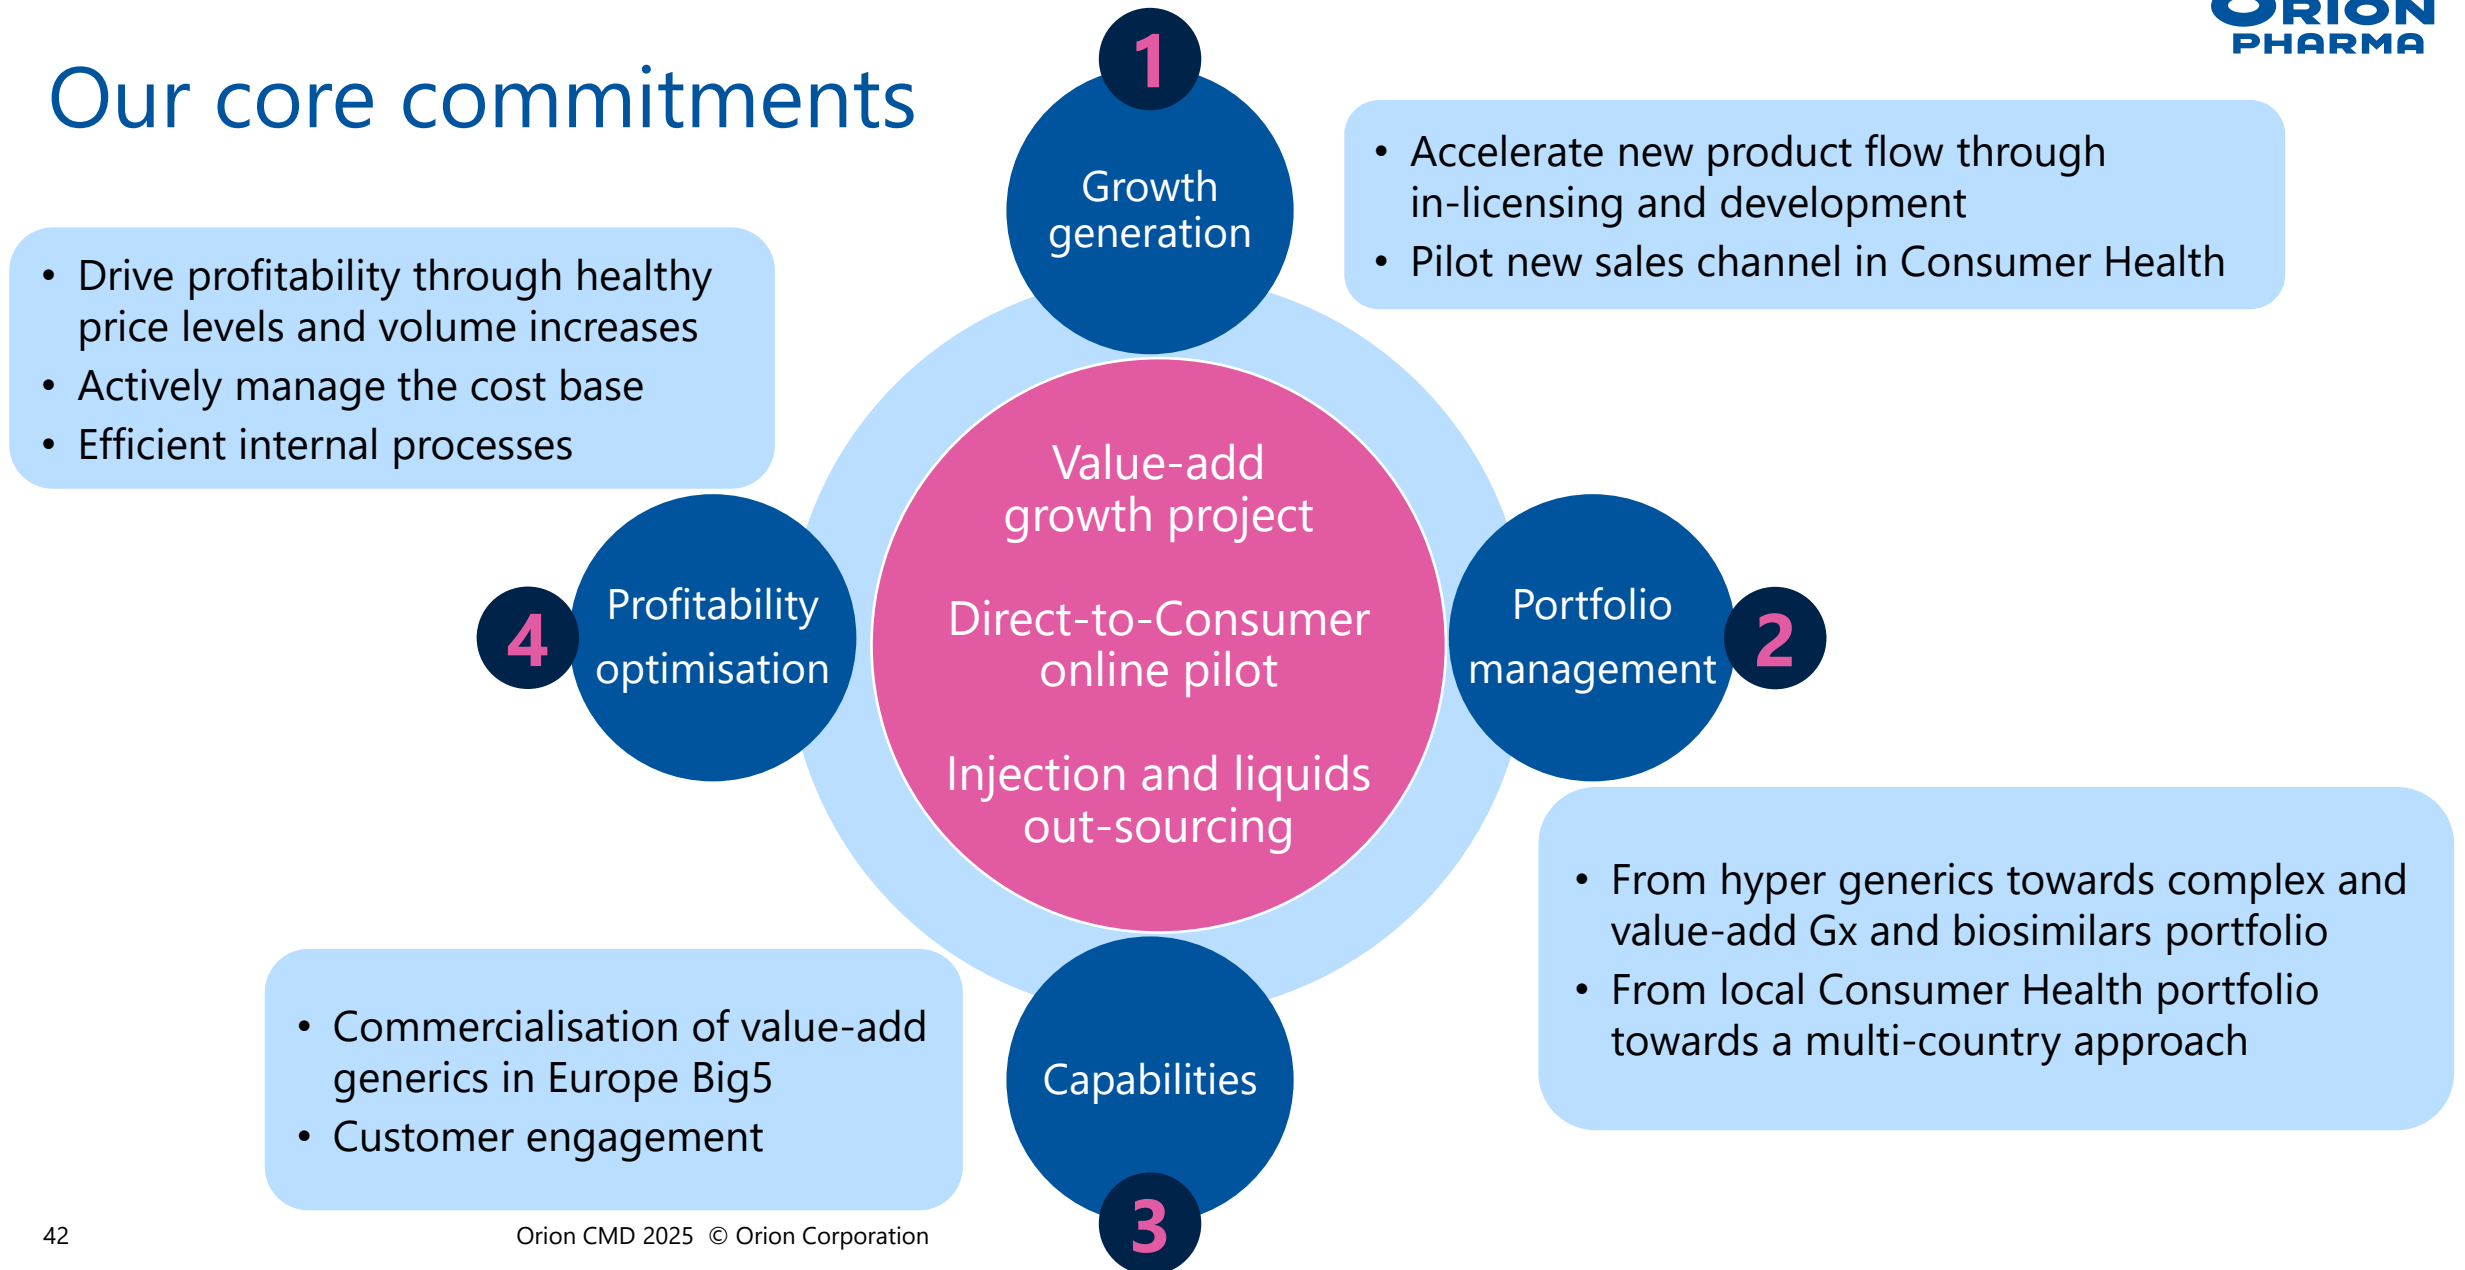 ORION
PHARMA
Our core commitments
1
Growth
generation
• Accelerate new product flow through
in-licensing and development
• Pilot new sales channel in Consumer Health
• Drive profitability through healthy
price levels and volume increases
• Actively manage the cost base
• Efficient internal processes
Value-add
growth project
Direct-to-Consumer
online pilot
Injection and liquids
out-sourcing
4
Profitability
optimisation
Portfolio
management
2
• From hyper generics towards complex and
value-add Gx and biosimilars portfolio
• From local Consumer Health portfolio
towards a multi-country approach
• Commercialisation of value-add
generics in Europe Big5
• Customer engagement
Capabilities
3
42
Orion CMD 2025 © Orion Corporation